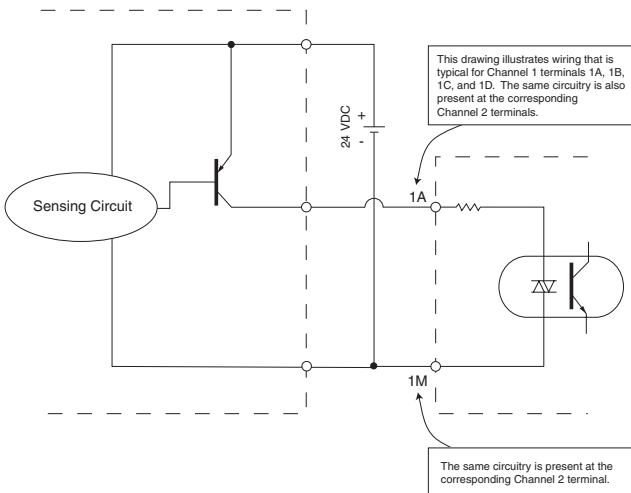 This drawing illustrates wiring that is
typical for Channel 1 terminals 1A, 1B,
1C, and 1D. The same circuitry is also
present at the corresponding
Channel 2 terminals.
24 VDC
+
-
1A
Sensing Circuit
1M
The same circuitry is present at the
corresponding Channel 2 terminal.